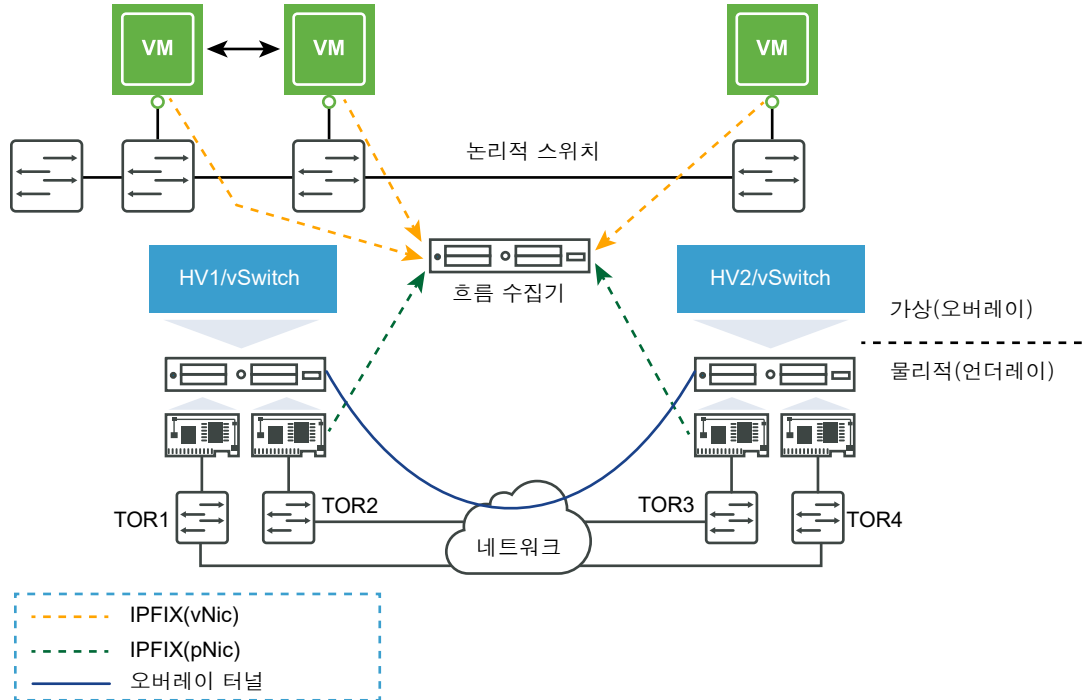 VM
VM
VM
논리적 스위치
HV1/vSwitch
흐름 수집기
HV2/vSwitch
가상(오버레이)
물리적(언더레이)
TOR1
TOR2
TOR3
TOR4
네트워크
IPFIX(vNic)
IPFIX(pNic)
오버레이 터널